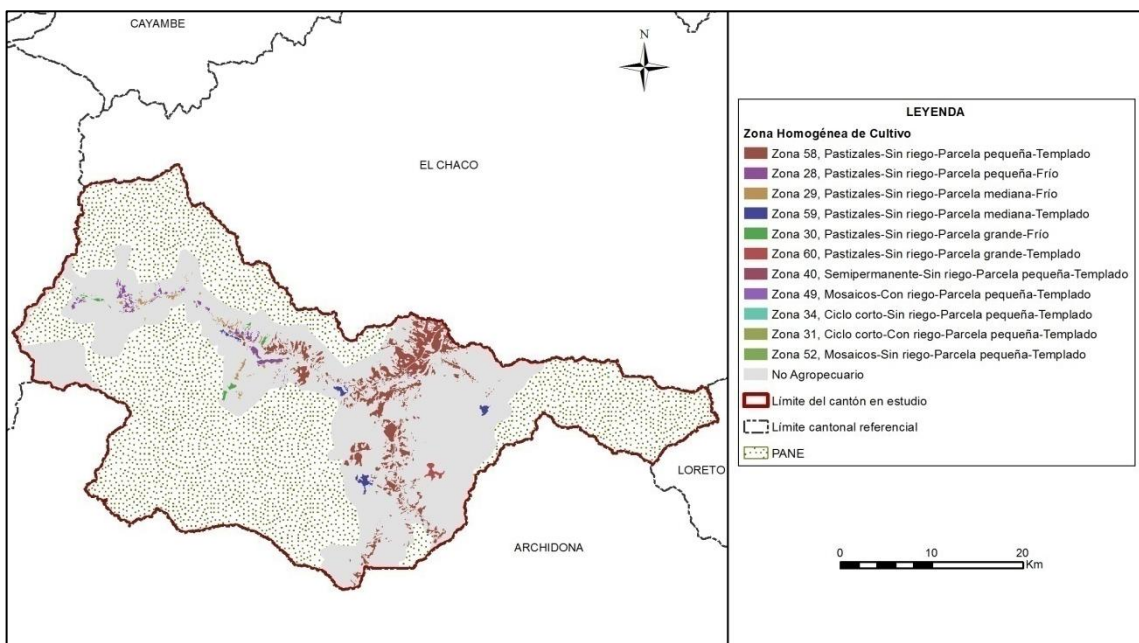 CAYAMBE
N
EL CHACO
LORETO
ARCHIDONA
LEYENDA
Zona Homogénea de Cultivo
Zona 58, Pastizales-Sin riego-Parcela pequeña-Templado
Zona 28, Pastizales-Sin riego-Parcela pequeña-Frío
Zona 29, Pastizales-Sin riego-Parcela mediana-Frío
Zona 59, Pastizales-Sin riego-Parcela mediana-Templado
Zona 30, Pastizales-Sin riego-Parcela grande-Frío
Zona 60, Pastizales-Sin riego-Parcela grande-Templado
Zona 40, Semipermanente-Sin riego-Parcela pequeña-Templado
Zona 49, Mosaicos-Con riego-Parcela pequeña-Templado
Zona 34, Ciclo corto-Sin riego-Parcela pequeña-Templado
Zona 31, Ciclo corto-Con riego-Parcela pequeña-Templado
Zona 52, Mosaicos-Sin riego-Parcela pequeña-Templado
No Agropecuario
Límite del cantón en estudio
Límite cantonal referencial
PANE
0 10 20
Km